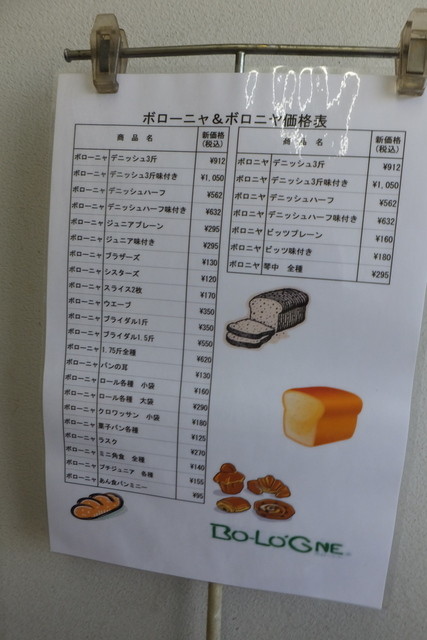 ボローニャ&ボロニヤ価格表
商 品 名 新価格(税込)
ボローニャ デニッシュ3斤 ¥912
ボローニャ デニッシュ3斤味付き ¥1,050
ボローニャ デニッシュハーフ ¥562
ボローニャ デニッシュハーフ味付き ¥632
ボローニャ ジュニアプレーン ¥295
ボローニャ ジュニア味付き ¥295
ボローニャ ブラザーズ ¥130
ボローニャ シスターズ ¥120
ボローニャ スライス2枚 ¥170
ボローニャ ウエーブ ¥350
ボローニャ ブライダル1斤 ¥350
ボローニャ ブライダル1.5斤 ¥550
ボローニャ 1.75斤全種 ¥620
ボローニャ パンの耳 ¥130
ボローニャ ロール各種 小袋 ¥160
ボローニャ ロール各種 大袋 ¥290
ボローニャ クロワッサン 小袋 ¥180
ボローニャ 菓子パン各種 ¥125
ボローニャ ラスク ¥270
ボローニャ ミニ角食 全種 ¥140
ボローニャ プチジュニア 各種 ¥155
ボローニャ あん食パンミニー ¥95
商 品 名 新価格(税込)
ボロニヤ デニッシュ3斤 ¥912
ボロニヤ デニッシュ3斤味付き ¥1,050
ボロニヤ デニッシュハーフ ¥562
ボロニヤ デニッシュハーフ味付き ¥632
ボロニヤ ピッツプレーン ¥160
ボロニヤ ピッツ味付き ¥180
ボロニヤ 琴中 全種 ¥295
BO-LO'GNE